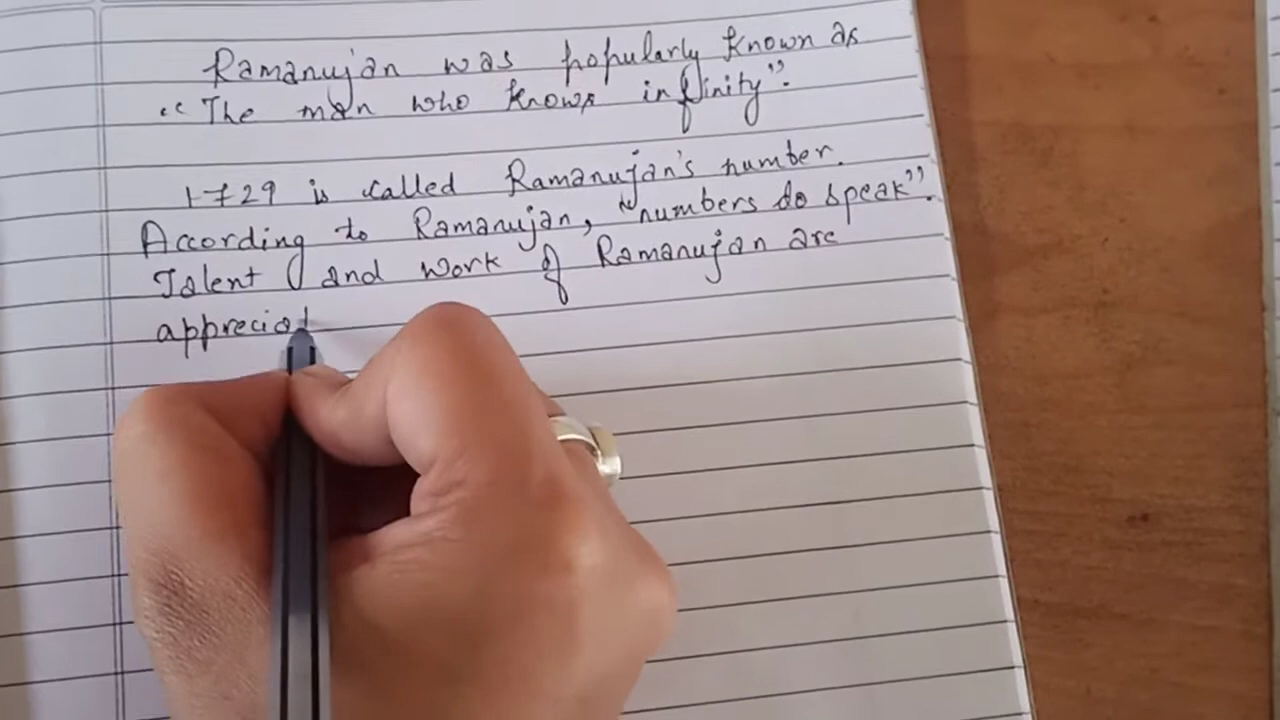 Ramanujan was popularly known as
"The man who knows infinity".
1729 is called Ramanujan's number.
According to Ramanujan, "numbers do speak".
Talent and work of Ramanujan are
appreciat